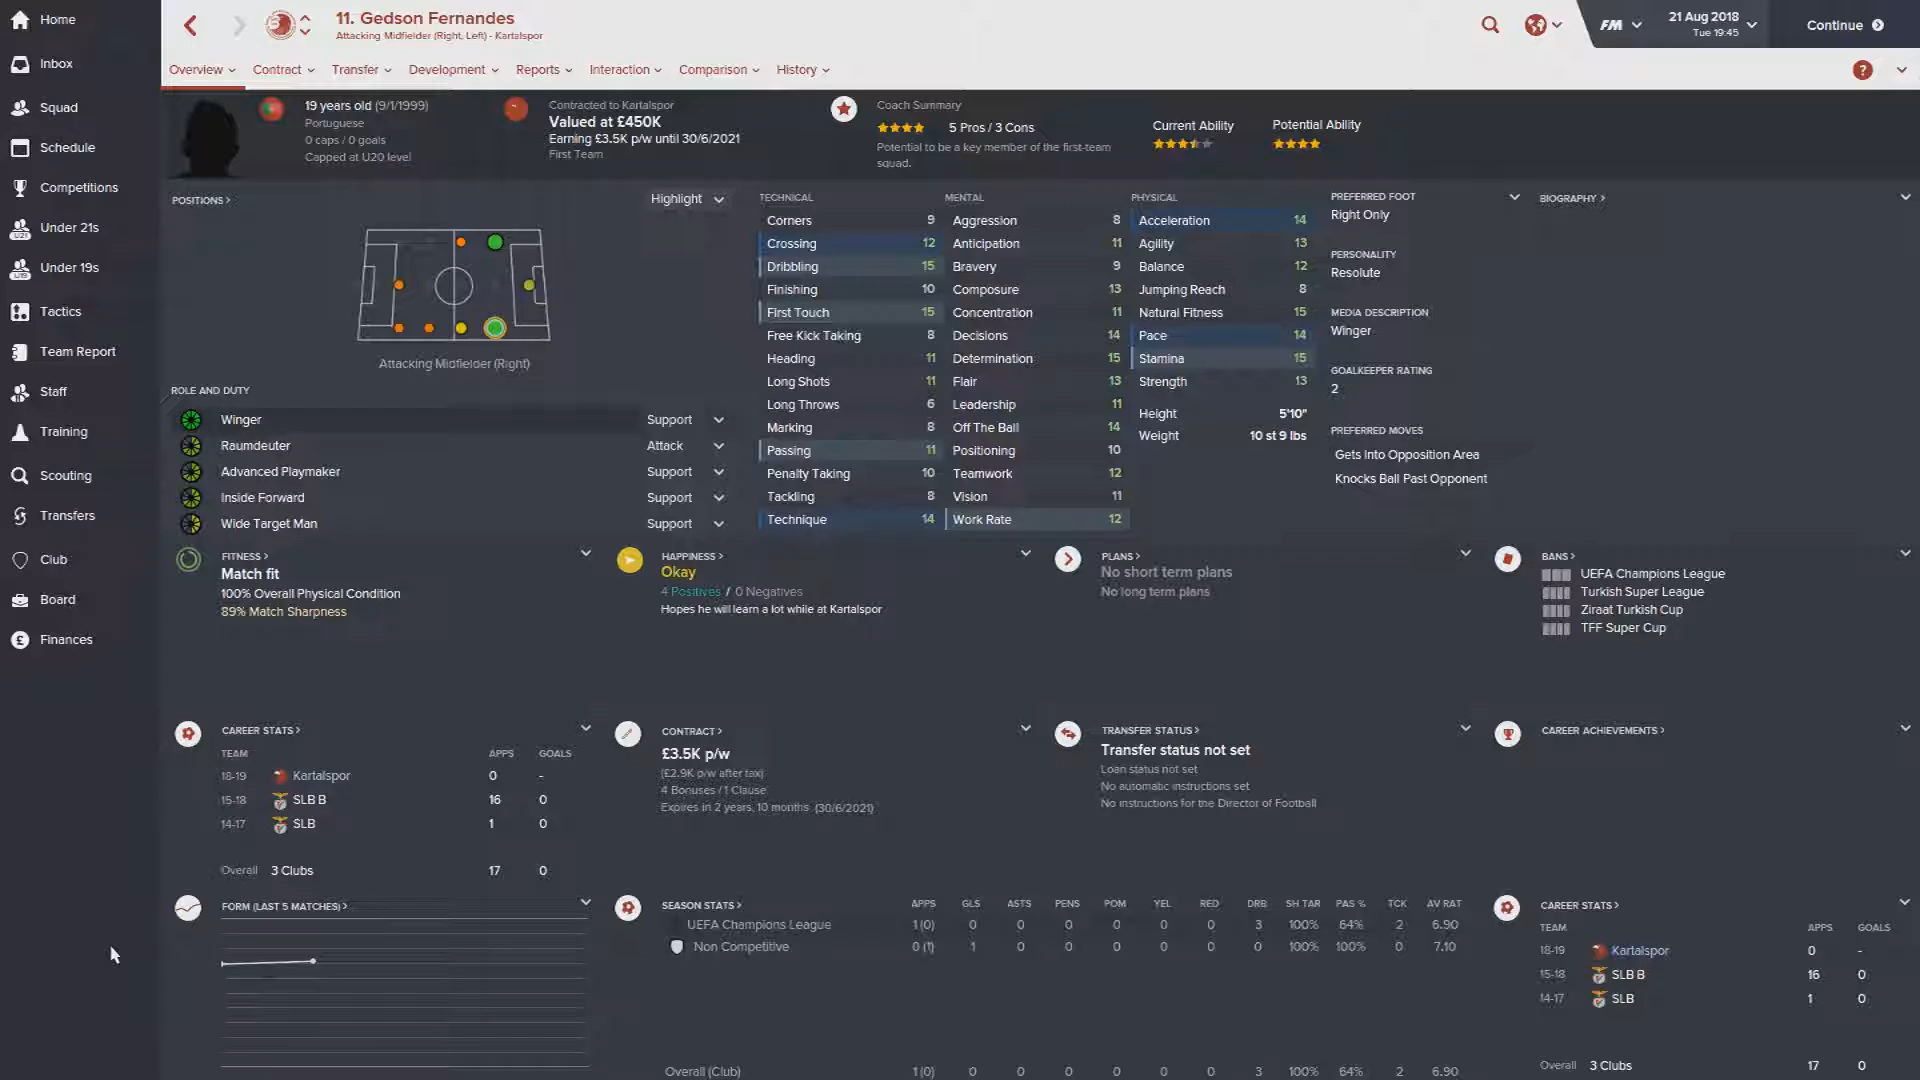 Home
Inbox
Squad
Schedule
Competitions
Under 21s
Under 19s
Tactics
Team Report
Staff
Training
Scouting
Transfers
Club
Board
Finances
11. Gedson Fernandes
Attacking Midfielder (Right, Left) - Kartalspor
FM
21 Aug 2018
Tue 19:45
Continue
Overview Contract Transfer Development Reports Interaction Comparison History
?
19 years old (9/1/1999)
Portuguese
0 caps / 0 goals
Capped at U20 level
Contracted to Kartalspor
Valued at £450K
Earning £3.5K p/w until 30/6/2021
First Team
Coach Summary
5 Pros / 3 Cons
Potential to be a key member of the first-team
squad.
Current Ability
Potential Ability
POSITIONS >
Highlight
Attacking Midfielder (Right)
ROLE AND DUTY
Winger Support
Raumdeuter Attack
Advanced Playmaker Support
Inside Forward Support
Wide Target Man Support
TECHNICAL
Corners 9
Crossing 12
Dribbling 15
Finishing 10
First Touch 15
Free Kick Taking 8
Heading 11
Long Shots 11
Long Throws 6
Marking 8
Passing 11
Penalty Taking 10
Tackling 8
Technique 14
MENTAL
Aggression 8
Anticipation 11
Bravery 9
Composure 13
Concentration 11
Decisions 14
Determination 15
Flair 13
Leadership 11
Off The Ball 14
Positioning 10
Teamwork 12
Vision 11
Work Rate 12
PHYSICAL
Acceleration 14
Agility 13
Balance 12
Jumping Reach 8
Natural Fitness 15
Pace 14
Stamina 15
Strength 13
Height 5'10"
Weight 10 st 9 lbs
PREFERRED FOOT
Right Only
PERSONALITY
Resolute
MEDIA DESCRIPTION
Winger
GOALKEEPER RATING
2
PREFERRED MOVES
Gets Into Opposition Area
Knocks Ball Past Opponent
BIOGRAPHY >
FITNESS >
Match fit
100% Overall Physical Condition
89% Match Sharpness
HAPPINESS >
Okay
4 Positives / 0 Negatives
Hopes he will learn a lot while at Kartalspor
PLANS >
No short term plans
No long term plans
BANS >
UEFA Champions League
Turkish Super League
Ziraat Turkish Cup
TFF Super Cup
CAREER STATS >
TEAM APPS GOALS
18-19 Kartalspor 0 -
15-18 SLB B 16 0
14-17 SLB 1 0
Overall 3 Clubs 17 0
CONTRACT >
£3.5K p/w
(£2.9K p/w after tax)
4 Bonuses / 1 Clause
Expires in 2 years, 10 months (30/6/2021)
TRANSFER STATUS >
Transfer status not set
Loan status not set
No automatic instructions set
No instructions for the Director of Football
CAREER ACHIEVEMENTS >
FORM (LAST 5 MATCHES) >
SEASON STATS > APPS GLS ASTS PENS POM YEL RED DRB SH TAR PAS % TCK AV RAT
UEFA Champions League 1 (0) 0 0 0 0 0 0 3 100% 64% 2 6.90
Non Competitive 0 (1) 1 0 0 0 0 0 0 100% 100% 0 7.10
Overall (Club) 1 (0) 0 0 0 0 0 0 3 100% 64% 2 6.90
CAREER STATS >
TEAM APPS GOALS
18-19 Kartalspor 0 -
15-18 SLB B 16 0
14-17 SLB 1 0
Overall 3 Clubs 17 0